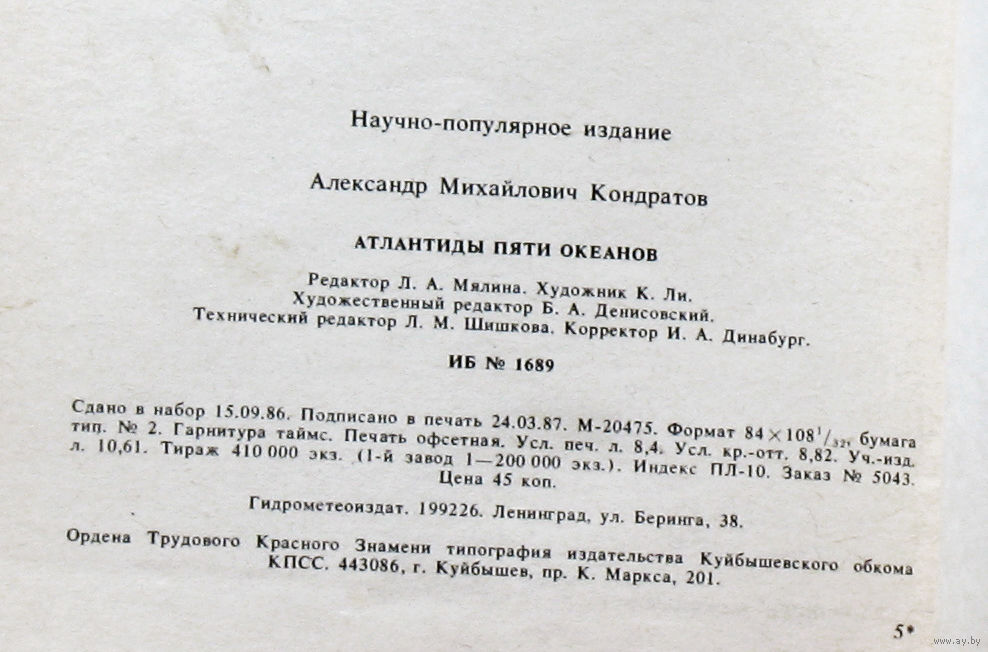 Научно-популярное издание
Александр Михайлович Кондратов
АТЛАНТИДЫ ПЯТИ ОКЕАНОВ
Редактор Л. А. Мялина. Художник К. Ли.
Художественный редактор Б. А. Денисовский.
Технический редактор Л. М. Шишкова. Корректор И. А. Динабург.
ИБ № 1689
Сдано в набор 15.09.86. Подписано в печать 24.03.87. М-20475. Формат 84×108¹/₃₂, бумага
тип. № 2. Гарнитура таймс. Печать офсетная. Усл. печ. л. 8,4. Усл. кр.-отт. 8,82. Уч.-изд.
л. 10,61. Тираж 410 000 экз. (1-й завод 1—200 000 экз.). Индекс ПЛ-10. Заказ № 5043.
Цена 45 коп.
Гидрометеоиздат. 199226. Ленинград, ул. Беринга, 38.
Ордена Трудового Красного Знамени типография издательства Куйбышевского обкома
КПСС. 443086, г. Куйбышев, пр. К. Маркса, 201.
5*
www.ay.by